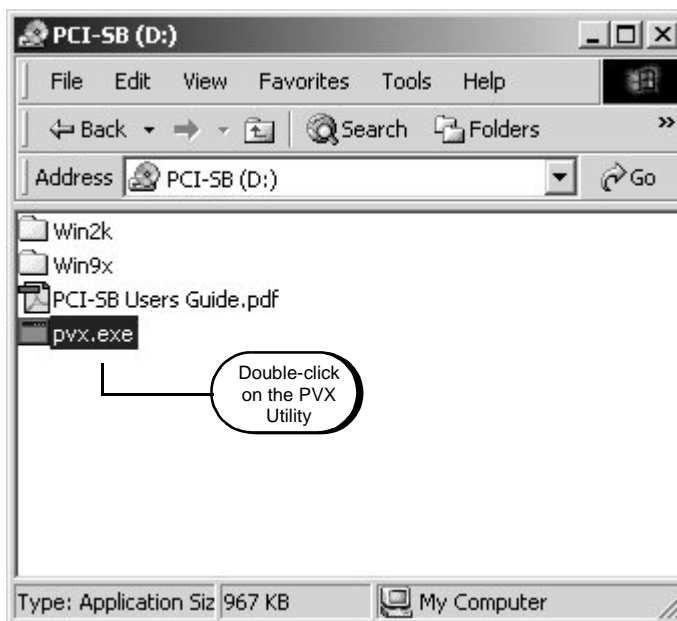 PCI-SB (D:)
File Edit View Favorites Tools Help
Back Search Folders »
Address PCI-SB (D:) Go
Win2k
Win9x
PCI-SB Users Guide.pdf
pvx.exe
Double-click
on the PVX
Utility
Type: Application Siz 967 KB My Computer